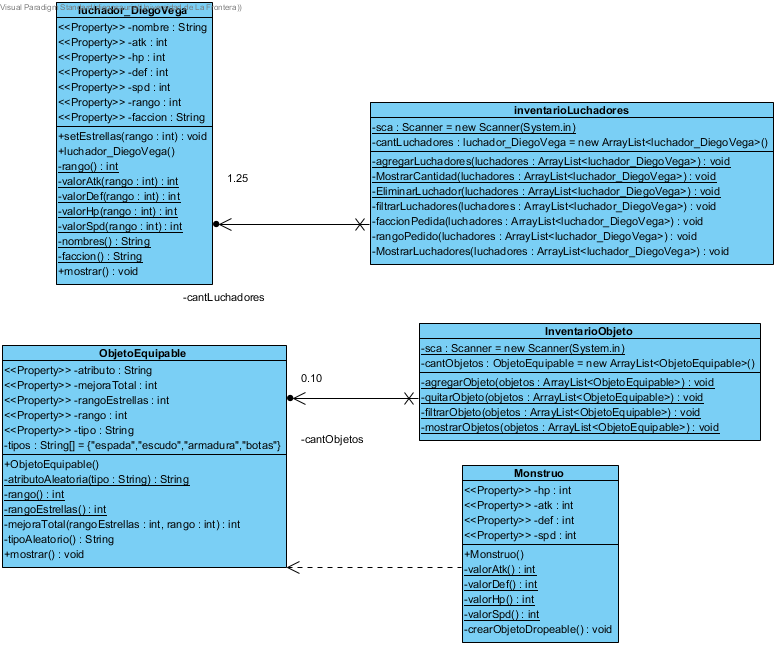 Visual Paradigm Standard(Universidad de La Frontera))
luchador_DiegoVega
<<Property>> -nombre : String
<<Property>> -atk : int
<<Property>> -hp : int
<<Property>> -def : int
<<Property>> -spd : int
<<Property>> -rango : int
<<Property>> -faccion : String
+setEstrellas(rango : int) : void
+luchador_DiegoVega()
-rango() : int
-valorAtk(rango : int) : int
-valorDef(rango : int) : int
-valorHp(rango : int) : int
-valorSpd(rango : int) : int
-nombres() : String
-faccion() : String
+mostrar() : void
1.25
-cantLuchadores
inventarioLuchadores
-sca : Scanner = new Scanner(System.in)
-cantLuchadores : luchador_DiegoVega = new ArrayList<luchador_DiegoVega>()
-agregarLuchadores(luchadores : ArrayList<luchador_DiegoVega>) : void
-MostrarCantidad(luchadores : ArrayList<luchador_DiegoVega>) : void
-EliminarLuchador(luchadores : ArrayList<luchador_DiegoVega>) : void
-filtrarLuchadores(luchadores : ArrayList<luchador_DiegoVega>) : void
-faccionPedida(luchadores : ArrayList<luchador_DiegoVega>) : void
-rangoPedido(luchadores : ArrayList<luchador_DiegoVega>) : void
-MostrarLuchadores(luchadores : ArrayList<luchador_DiegoVega>) : void
ObjetoEquipable
<<Property>> -atributo : String
<<Property>> -mejoraTotal : int
<<Property>> -rangoEstrellas : int
<<Property>> -rango : int
<<Property>> -tipo : String
-tipos : String[] = {"espada","escudo","armadura","botas"}
+ObjetoEquipable()
-atributoAleatoria(tipo : String) : String
-rango() : int
-rangoEstrellas() : int
-mejoraTotal(rangoEstrellas : int, rango : int) : int
-tipoAleatorio() : String
+mostrar() : void
0.10
-cantObjetos
InventarioObjeto
-sca : Scanner = new Scanner(System.in)
-cantObjetos : ObjetoEquipable = new ArrayList<ObjetoEquipable>()
-agregarObjeto(objetos : ArrayList<ObjetoEquipable>) : void
-quitarObjeto(objetos : ArrayList<ObjetoEquipable>) : void
-filtrarObjeto(objetos : ArrayList<ObjetoEquipable>) : void
-mostrarObjetos(objetos : ArrayList<ObjetoEquipable>) : void
Monstruo
<<Property>> -hp : int
<<Property>> -atk : int
<<Property>> -def : int
<<Property>> -spd : int
+Monstruo()
-valorAtk() : int
-valorDef() : int
-valorHp() : int
-valorSpd() : int
-crearObjetoDropeable() : void